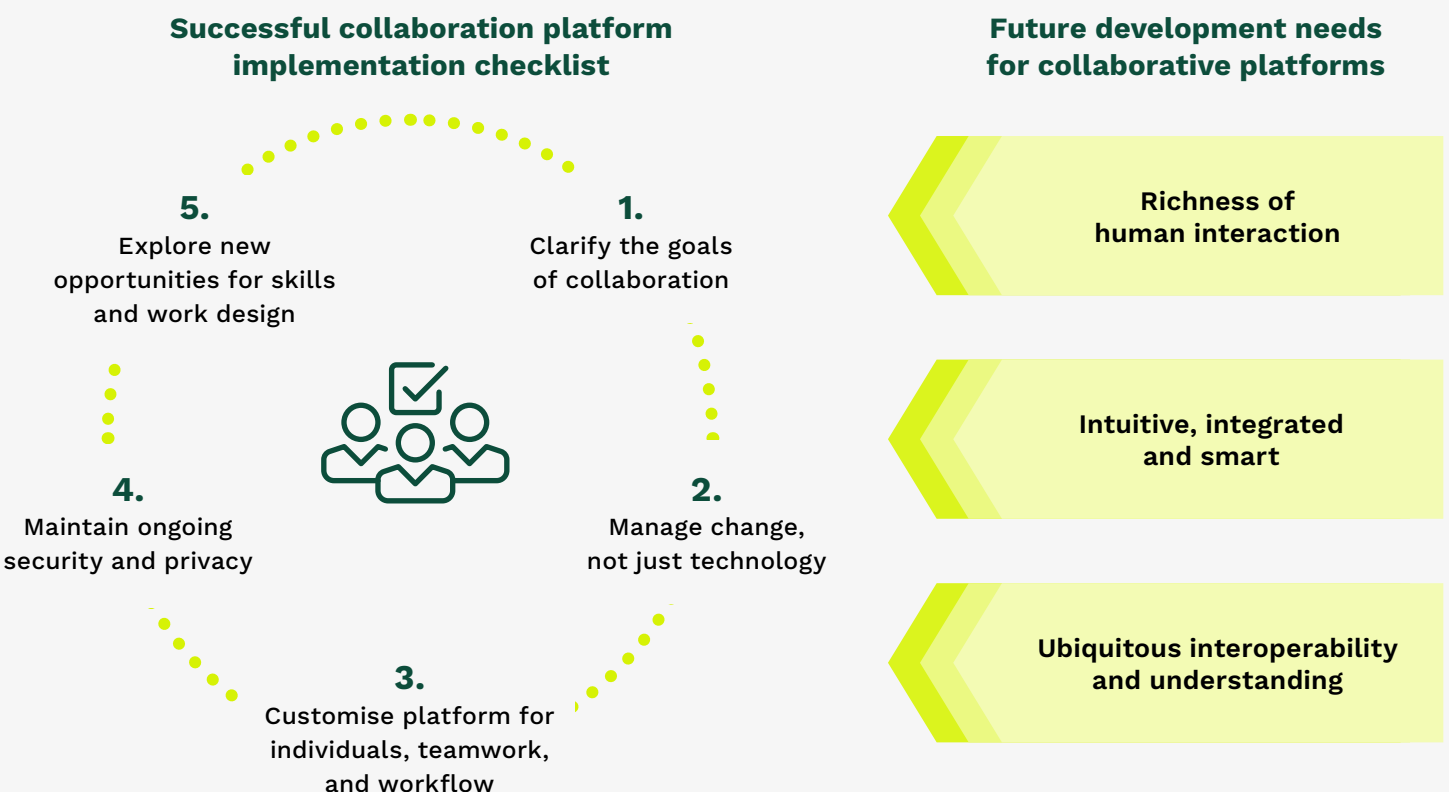 Successful collaboration platform
implementation checklist
1.
Clarify the goals
of collaboration
2.
Manage change,
not just technology
3.
Customise platform for
individuals, teamwork,
and workflow
4.
Maintain ongoing
security and privacy
5.
Explore new
opportunities for skills
and work design
Future development needs
for collaborative platforms
Richness of
human interaction
Intuitive, integrated
and smart
Ubiquitous interoperability
and understanding